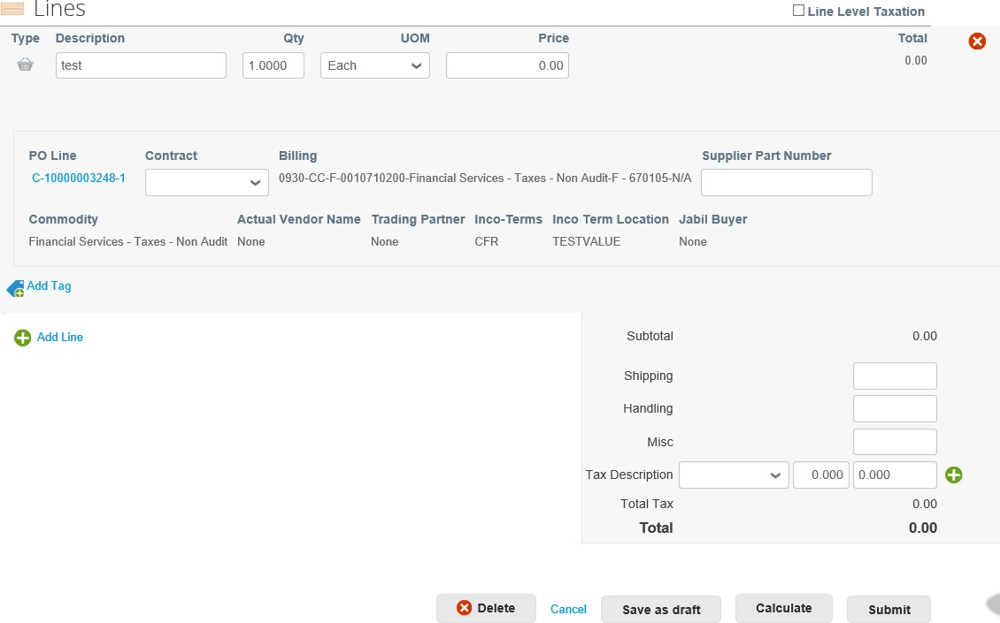 Lines
Line Level Taxation
Type Description Qty UOM Price Total
test 1.0000 Each 0.00 0.00
PO Line Contract Billing Supplier Part Number
C-10000003248-1 0930-CC-F-0010710200-Financial Services - Taxes - Non Audit-F - 670105-N/A
Commodity Actual Vendor Name Trading Partner Inco-Terms Inco Term Location Jabil Buyer
Financial Services - Taxes - Non Audit None None CFR TESTVALUE None
Add Tag
Add Line
Subtotal 0.00
Shipping
Handling
Misc
Tax Description 0.000 0.000
Total Tax 0.00
Total 0.00
Delete Cancel Save as draft Calculate Submit